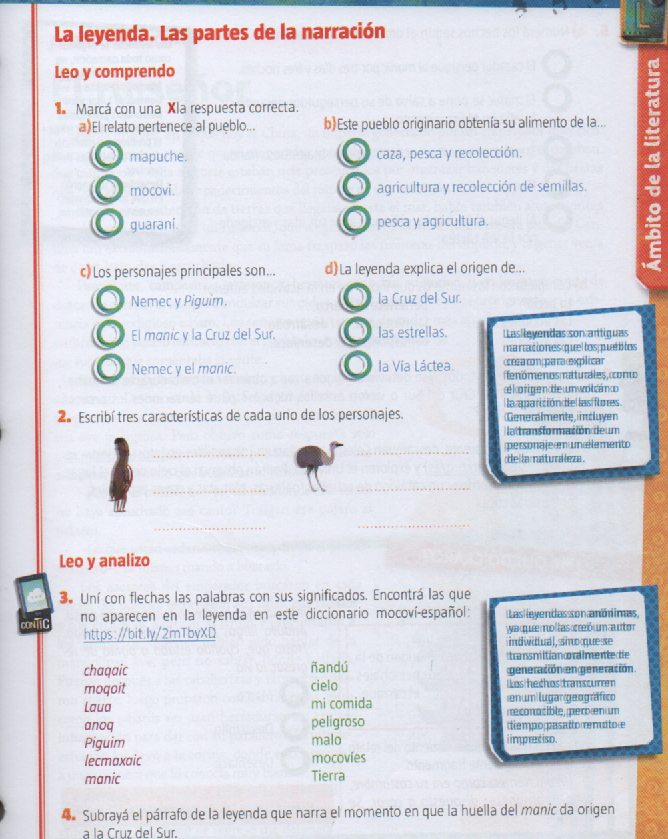 La leyenda. Las partes de la narración
Leo y comprendo
1. Marcá con una X la respuesta correcta.
a) El relato pertenece al pueblo...
mapuche.
mocoví.
guaraní.
b) Este pueblo originario obtenía su alimento de la...
caza, pesca y recolección.
agricultura y recolección de semillas.
pesca y agricultura.
c) Los personajes principales son...
Nemec y Piguim.
El manic y la Cruz del Sur.
Nemec y el manic.
d) La leyenda explica el origen de...
la Cruz del Sur.
las estrellas.
la Vía Láctea.
Las leyendas son antiguas
narraciones que los pueblos
crearon para explicar
fenómenos naturales, como
el origen de un volcán o
la aparición de las flores.
Generalmente, incluyen
la transformación de un
personaje en un elemento
de la naturaleza.
2. Escribí tres características de cada uno de los personajes.
Leo y analizo
3. Uní con flechas las palabras con sus significados. Encontrá las que
no aparecen en la leyenda en este diccionario mocoví-español:
https://bit.ly/2mTbyXD
CONTIC
chaqaic
moqoit
Laua
anoq
Piguim
lecmaxaic
manic
ñandú
cielo
mi comida
peligroso
malo
mocovíes
Tierra
Las leyendas son anónimas,
ya que no las creó un autor
individual, sino que se
transmitían oralmente de
generación en generación.
Los hechos transcurren
en un lugar geográfico
reconocible, pero en un
tiempo pasado remoto e
impreciso.
4. Subrayá el párrafo de la leyenda que narra el momento en que la huella del manic da origen
a la Cruz del Sur.
Ámbito de la literatura